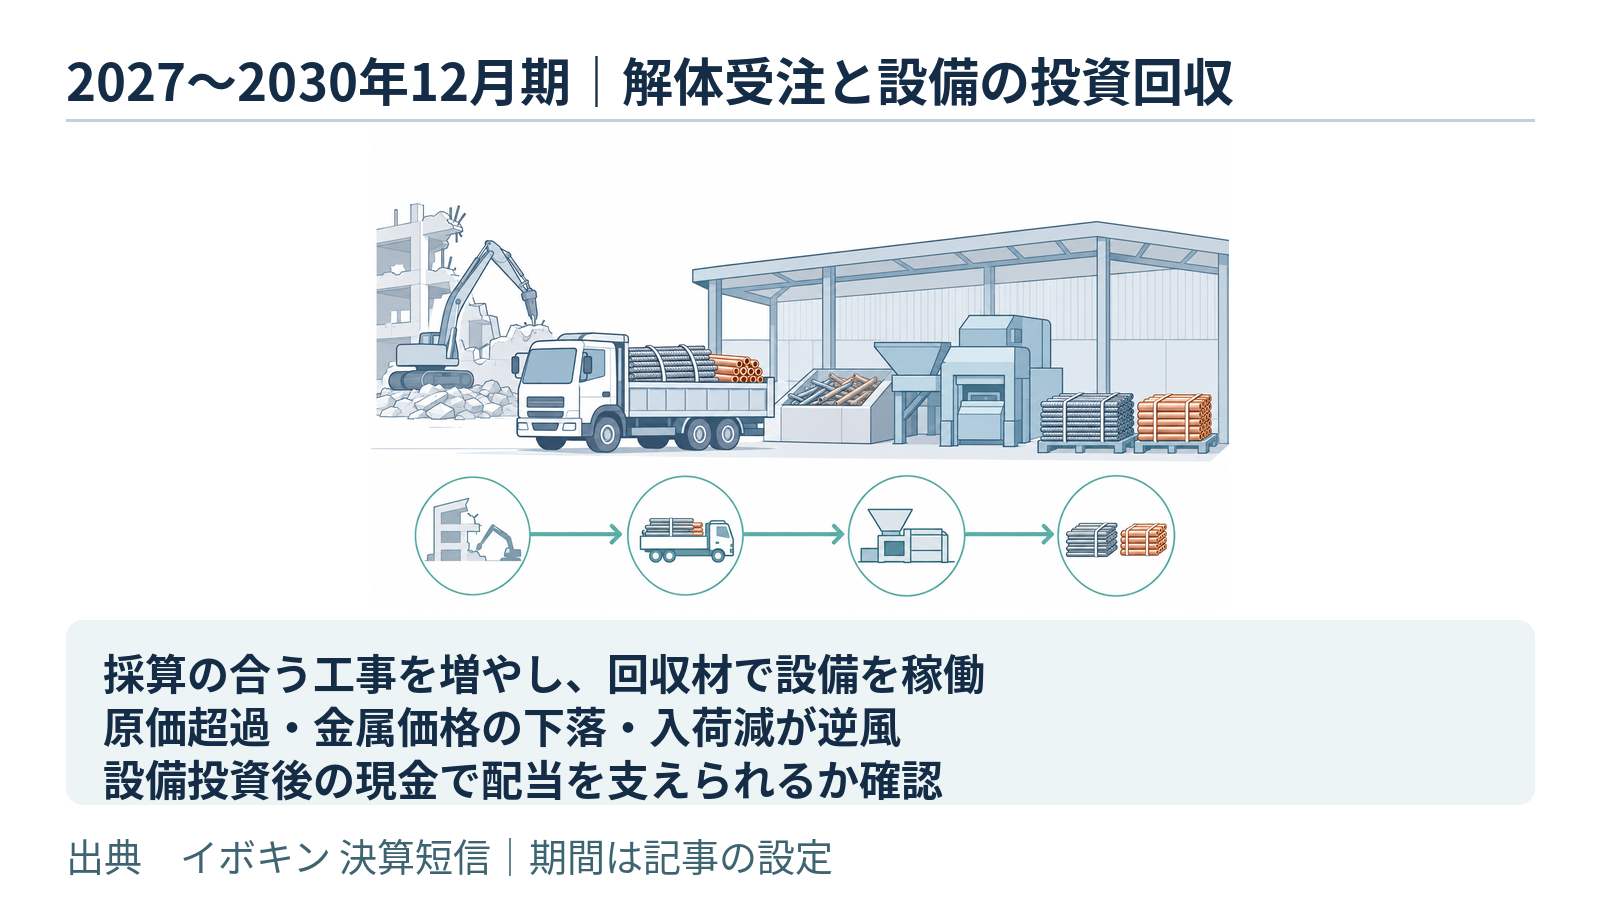 2027〜2030年12月期｜解体受注と設備の投資回収
採算の合う工事を増やし、回収材で設備を稼働
原価超過・金属価格の下落・入荷減が逆風
設備投資後の現金で配当を支えられるか確認
出典　イボキン 決算短信｜期間は記事の設定